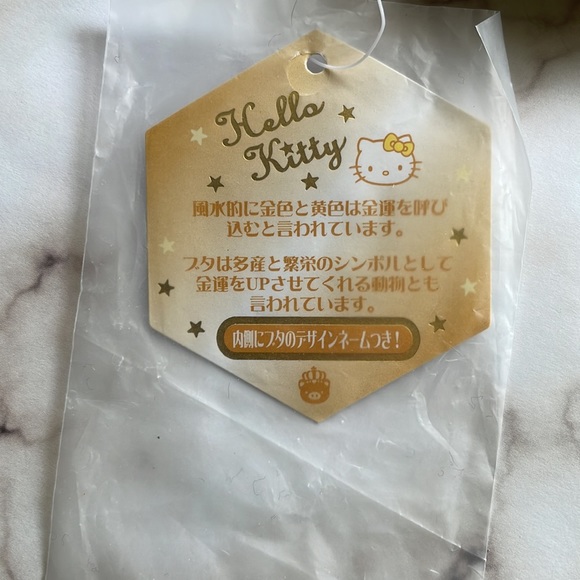 Hello
Kitty
風水的に金色と黄色は金運を呼び
込むと言われています。
ブタは多産と繁栄のシンボルとして
金運をUPさせてくれる動物とも
言われています。
内側にブタのデザインネームつき！